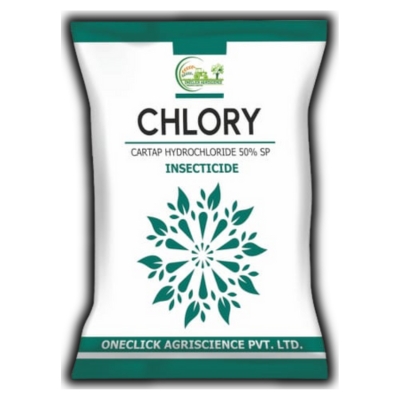 CHLORY
CARTAP HYDROCHLORIDE 50% SP
INSECTICIDE
ONECLICK AGRISCIENCE PVT. LTD.